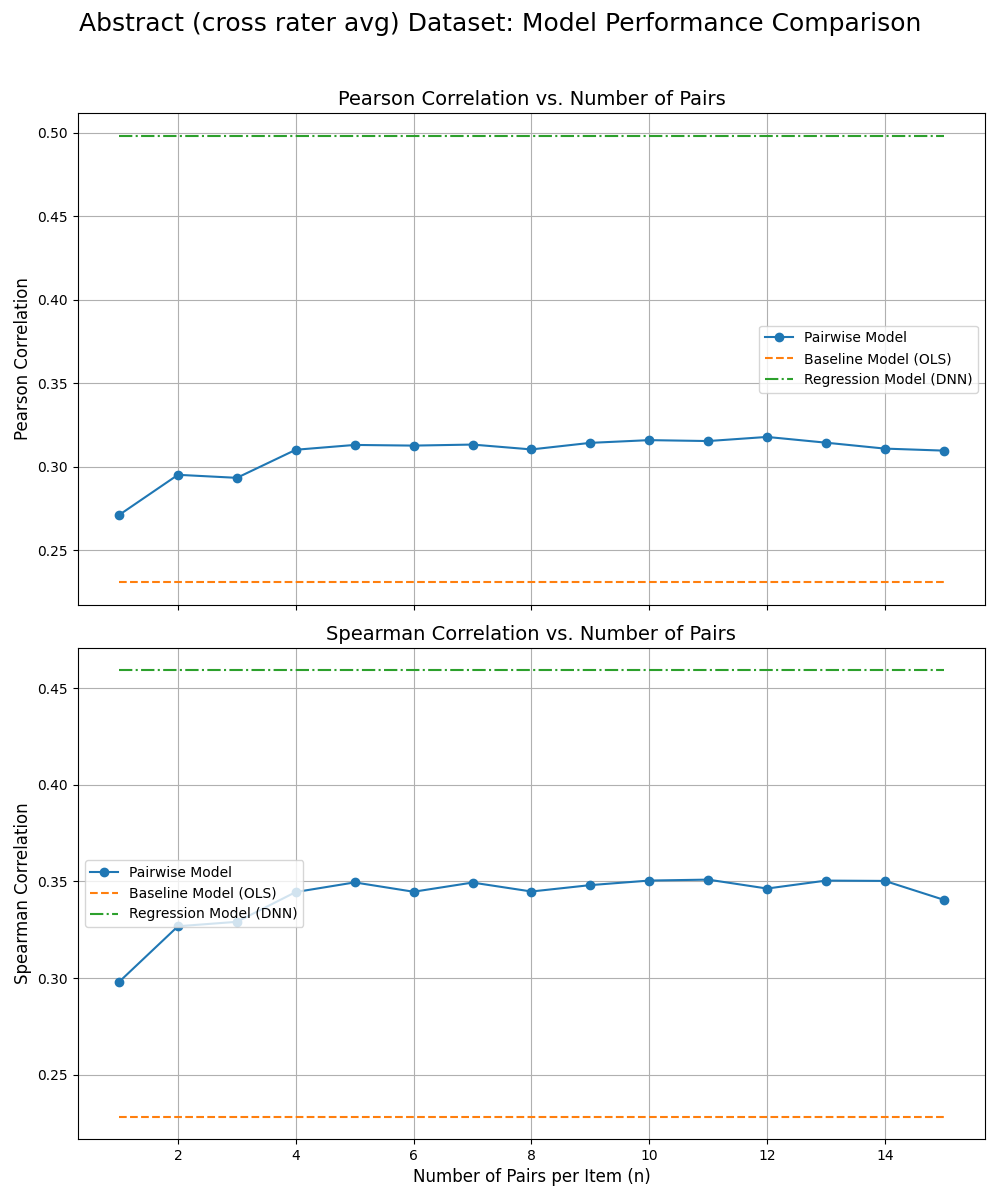 Abstract (cross rater avg) Dataset: Model Performance Comparison
Pearson Correlation vs. Number of Pairs
Pearson Correlation
0.50
0.45
0.40
0.35
0.30
0.25
Pairwise Model
Baseline Model (OLS)
Regression Model (DNN)
Spearman Correlation vs. Number of Pairs
Spearman Correlation
0.45
0.40
0.35
0.30
0.25
Pairwise Model
Baseline Model (OLS)
Regression Model (DNN)
2 4 6 8 10 12 14
Number of Pairs per Item (n)